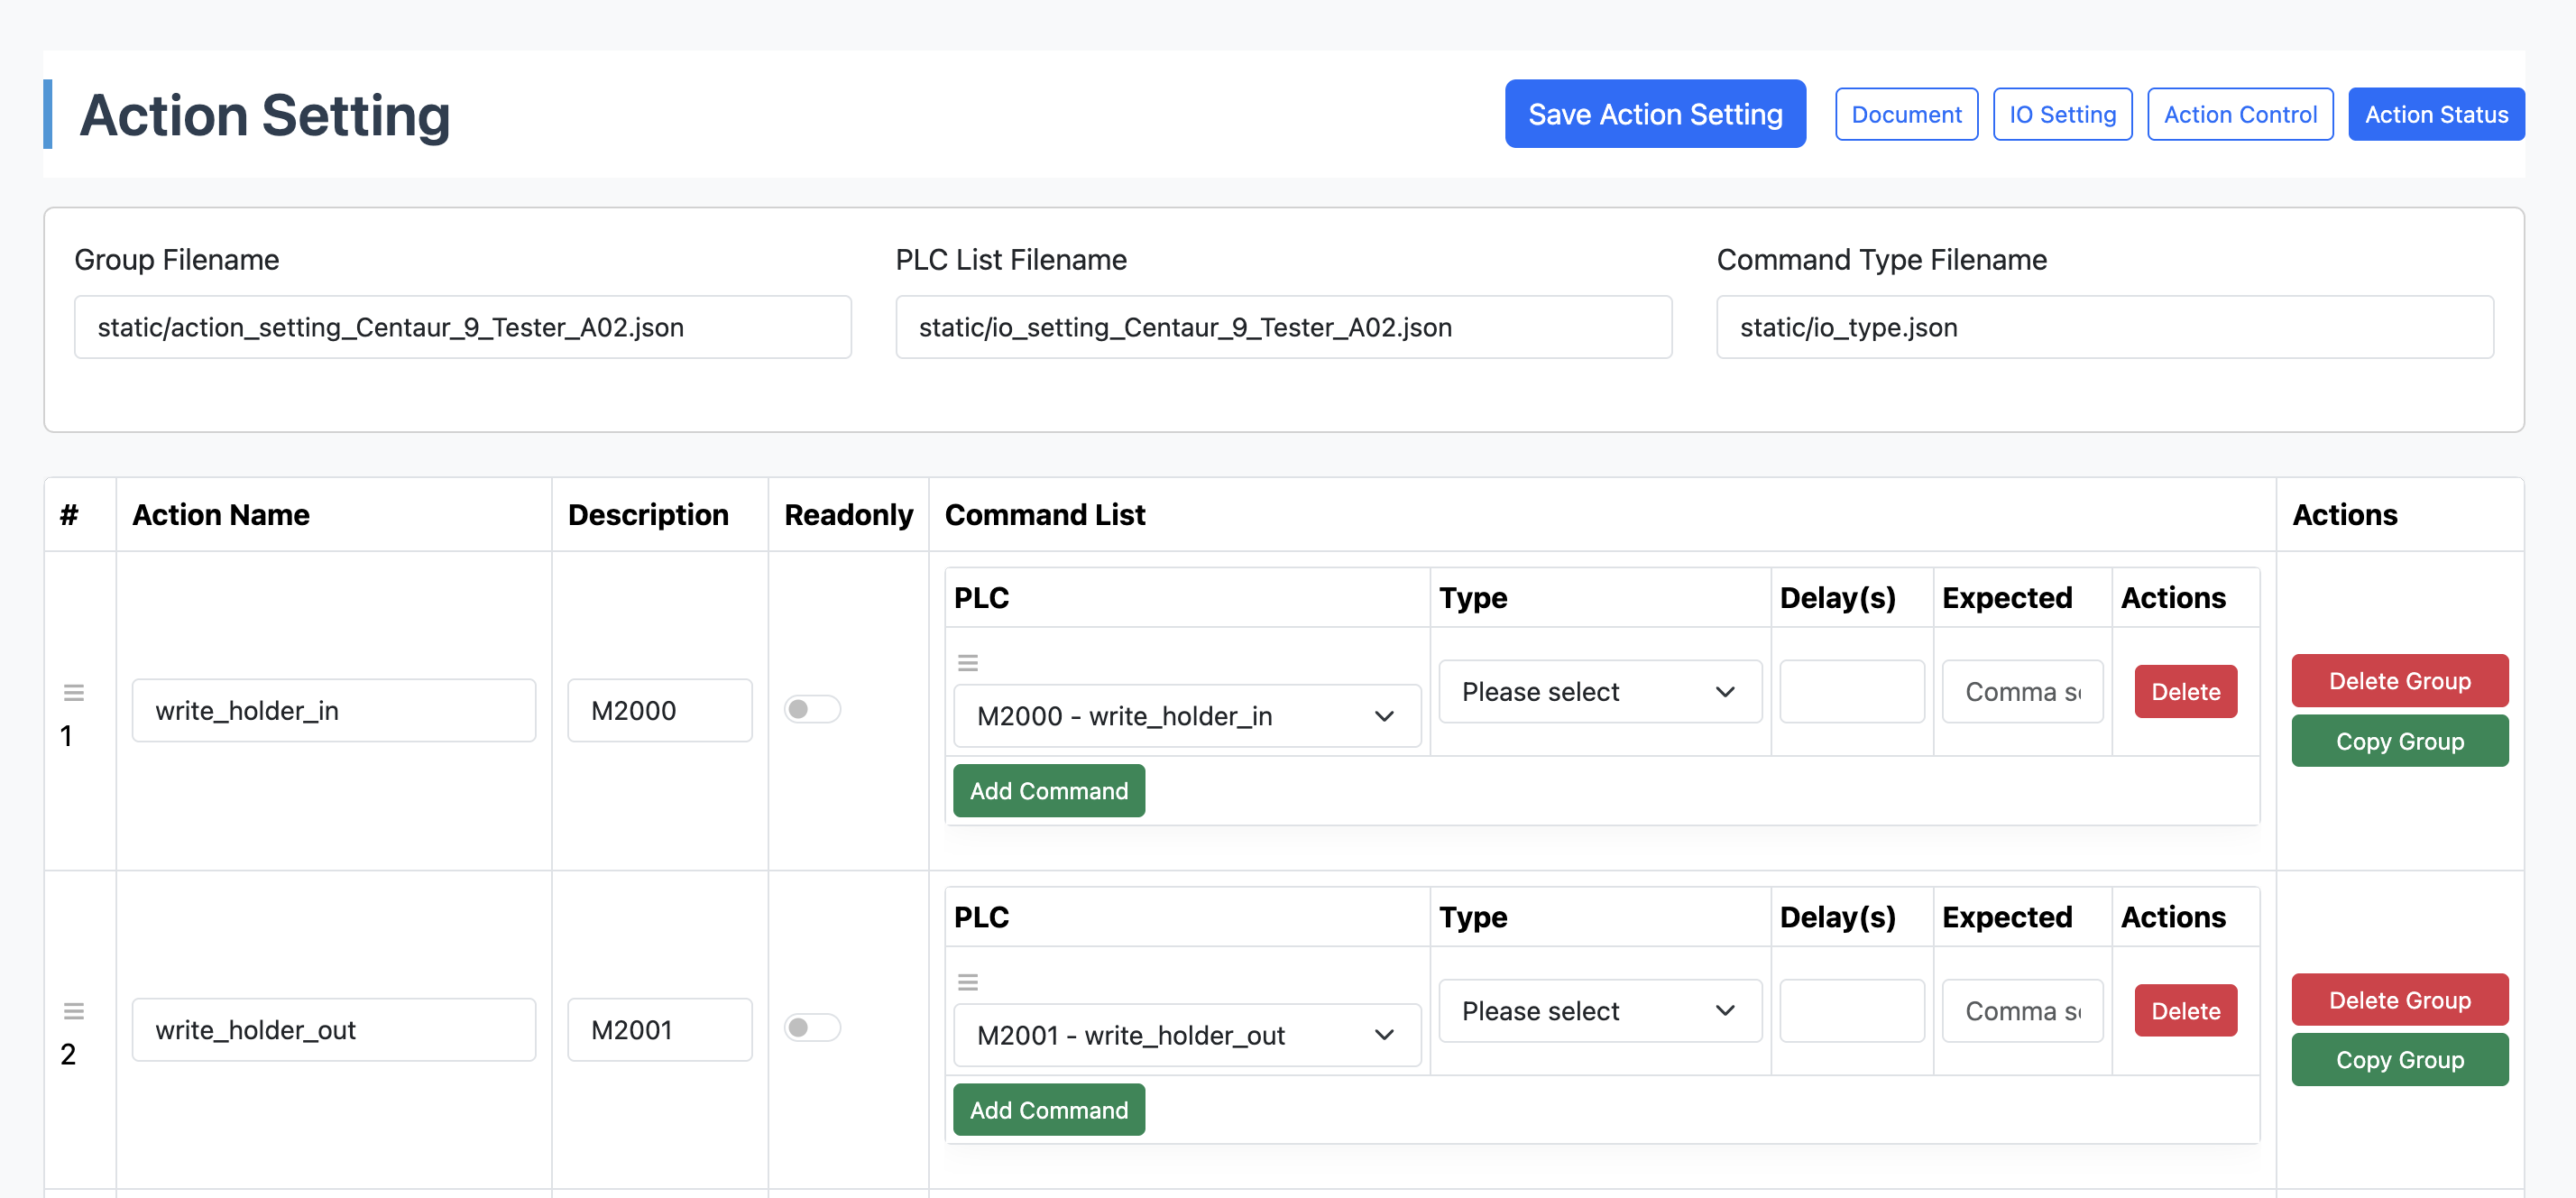 Action Setting
Save Action Setting
Document
IO Setting
Action Control
Action Status
Group Filename
PLC List Filename
Command Type Filename
static/action_setting_Centaur_9_Tester_A02.json
static/io_setting_Centaur_9_Tester_A02.json
static/io_type.json
# Action Name Description Readonly Command List Actions
PLC Type Delay(s) Expected Actions
1
write_holder_in
M2000
M2000 - write_holder_in
Please select
Comma
Delete
Add Command
Delete Group
Copy Group
PLC Type Delay(s) Expected Actions
2
write_holder_out
M2001
M2001 - write_holder_out
Please select
Comma
Delete
Add Command
Delete Group
Copy Group